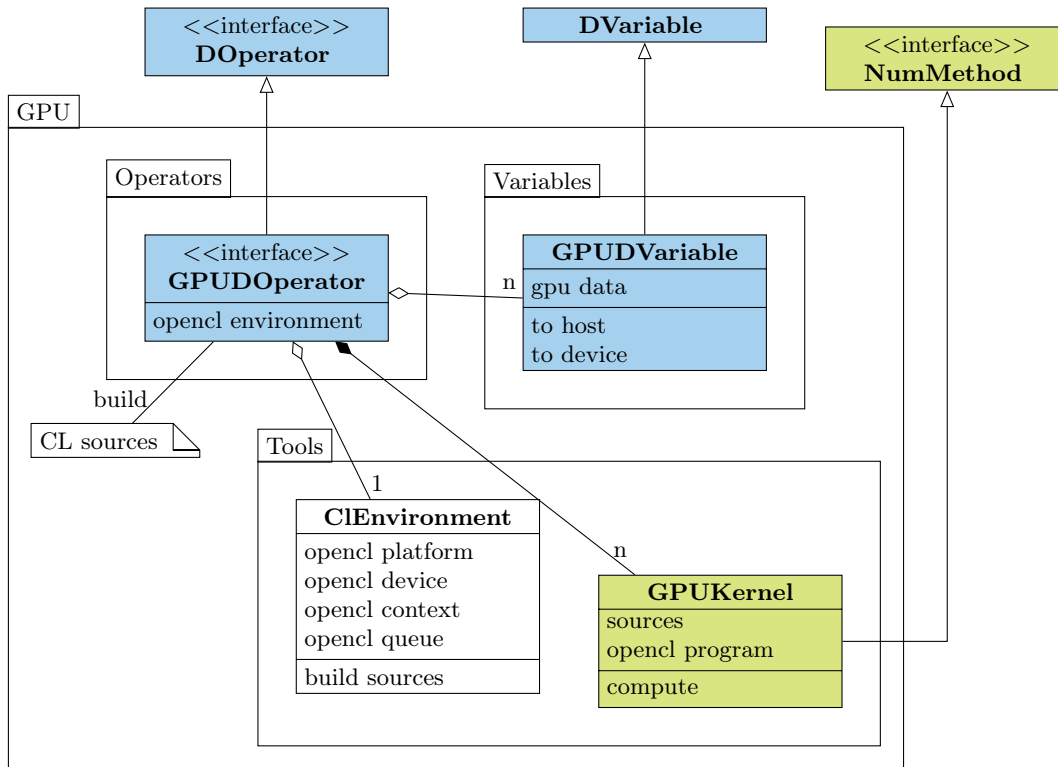 <<interface>>
DOperator
DVariable
<<interface>>
NumMethod
GPU
Operators
Variables
<<interface>>
GPUDOperator
opencl environment
GPUDVariable
gpu data
to host
to device
n
build
CL sources
Tools
1
ClEnvironment
opencl platform
opencl device
opencl context
opencl queue
build sources
n
GPUKernel
sources
opencl program
compute